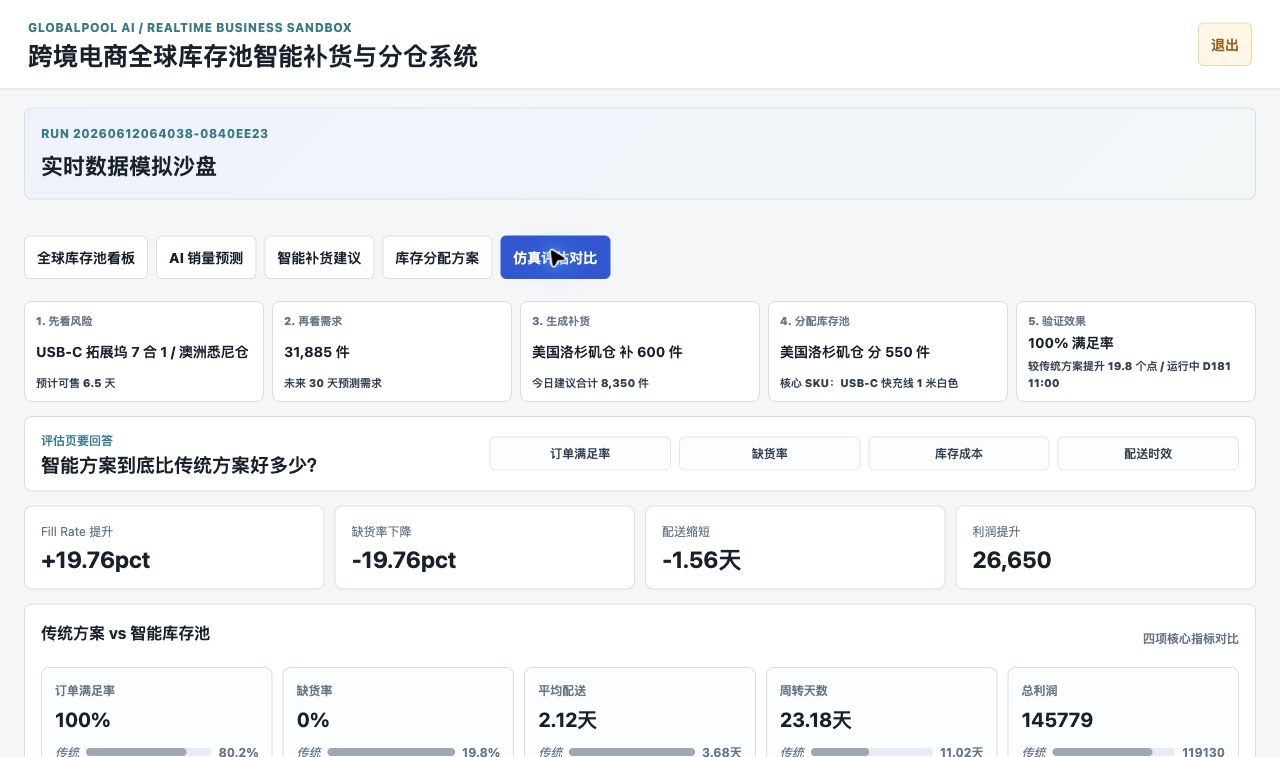 GLOBALPOOL AI / REALTIME BUSINESS SANDBOX
跨境电商全球库存池智能补货与分仓系统
退出
RUN 20260612064038-0840EE23
实时数据模拟沙盘
全球库存池看板
AI 销量预测
智能补货建议
库存分配方案
仿真评估对比
1. 先看风险
USB-C 拓展坞 7 合 1 / 澳洲悉尼仓
预计可售 6.5 天
2. 再看需求
31,885 件
未来 30 天预测需求
3. 生成补货
美国洛杉矶仓 补 600 件
今日建议合计 8,350 件
4. 分配库存池
美国洛杉矶仓 分 550 件
核心 SKU：USB-C 快充线 1 米白色
5. 验证效果
100% 满足率
较传统方案提升 19.8 个点 / 运行中 D181
11:00
评估页要回答
智能方案到底比传统方案好多少?
订单满足率
缺货率
库存成本
配送时效
Fill Rate 提升
+19.76pct
缺货率下降
-19.76pct
配送缩短
-1.56天
利润提升
26,650
传统方案 vs 智能库存池
四项核心指标对比
订单满足率
100%
传统 80.2%
缺货率
0%
传统 19.8%
平均配送
2.12天
传统 3.68天
周转天数
23.18天
传统 11.02天
总利润
145779
传统 119130